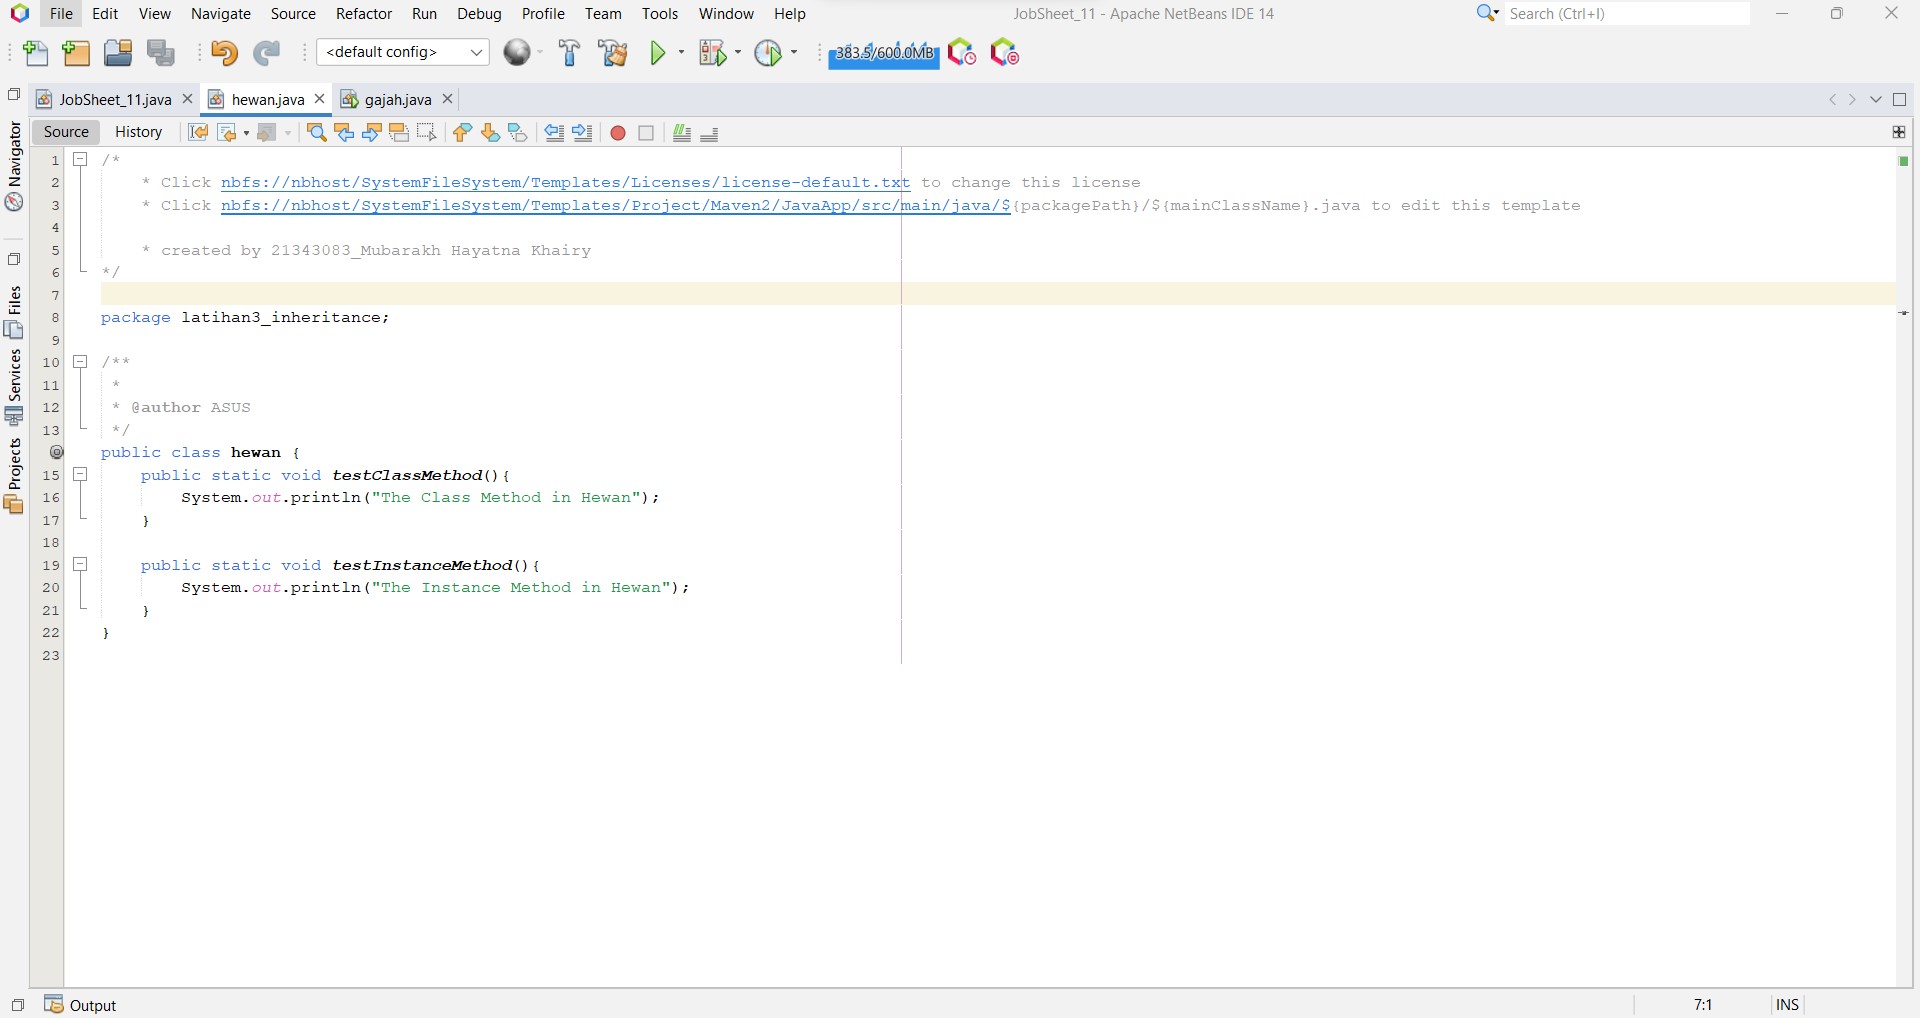 File Edit View Navigate Source Refactor Run Debug Profile Team Tools Window Help JobSheet_11 - Apache NetBeans IDE 14 Search (Ctrl+I)
<default config> 383.5/600.0MB
JobSheet_11.java hewan.java gajah.java
Source History
Navigator
Files
Services
Projects
1 /*
2 * Click nbfs://nbhost/SystemFileSystem/Templates/Licenses/license-default.txt to change this license
3 * Click nbfs://nbhost/SystemFileSystem/Templates/Project/Maven2/JavaApp/src/main/java/${packagePath}/${mainClassName}.java to edit this template
4
5 * created by 21343083_Mubarakh Hayatna Khairy
6 */
7
8 package latihan3_inheritance;
9
10 /**
11 *
12 * @author ASUS
13 */
public class hewan {
15 public static void testClassMethod(){
16 System.out.println("The Class Method in Hewan");
17 }
18
19 public static void testInstanceMethod(){
20 System.out.println("The Instance Method in Hewan");
21 }
22 }
23
Output 7:1 INS